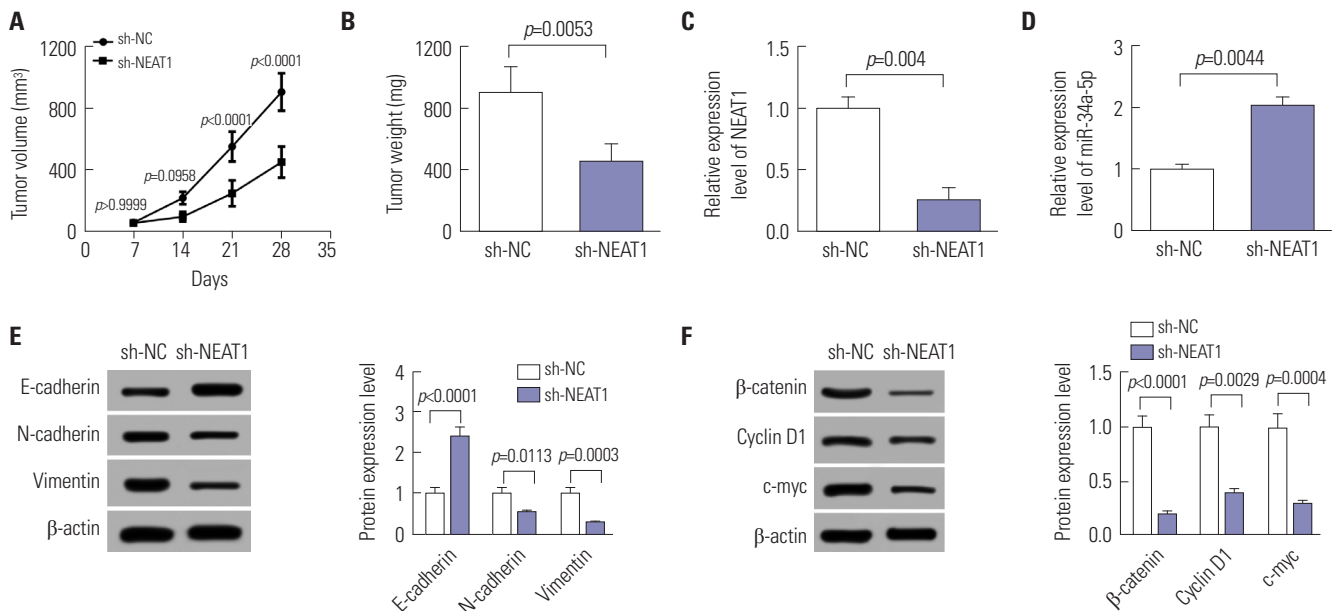 A
sh-NC
sh-NEAT1
1200
800
400
0
Tumor volume (mm³)
p>0.9999
p=0.0958
p<0.0001
p<0.0001
0 7 14 21 28 35
Days
B
1200
800
400
0
Tumor weight (mg)
p=0.0053
sh-NC sh-NEAT1
C
1.5
1.0
0.5
0.0
Relative expression
level of NEAT1
p=0.004
sh-NC sh-NEAT1
D
3
2
1
0
Relative expression
level of miR-34a-5p
p=0.0044
sh-NC sh-NEAT1
E
sh-NC sh-NEAT1
E-cadherin
N-cadherin
Vimentin
β-actin
sh-NC
sh-NEAT1
4
3
2
1
0
Protein expression level
p<0.0001
p=0.0113
p=0.0003
E-cadherin
N-cadherin
Vimentin
F
sh-NC sh-NEAT1
β-catenin
Cyclin D1
c-myc
β-actin
sh-NC
sh-NEAT1
1.5
1.0
0.5
0.0
Protein expression level
p<0.0001
p=0.0029
p=0.0004
β-catenin
Cyclin D1
c-myc